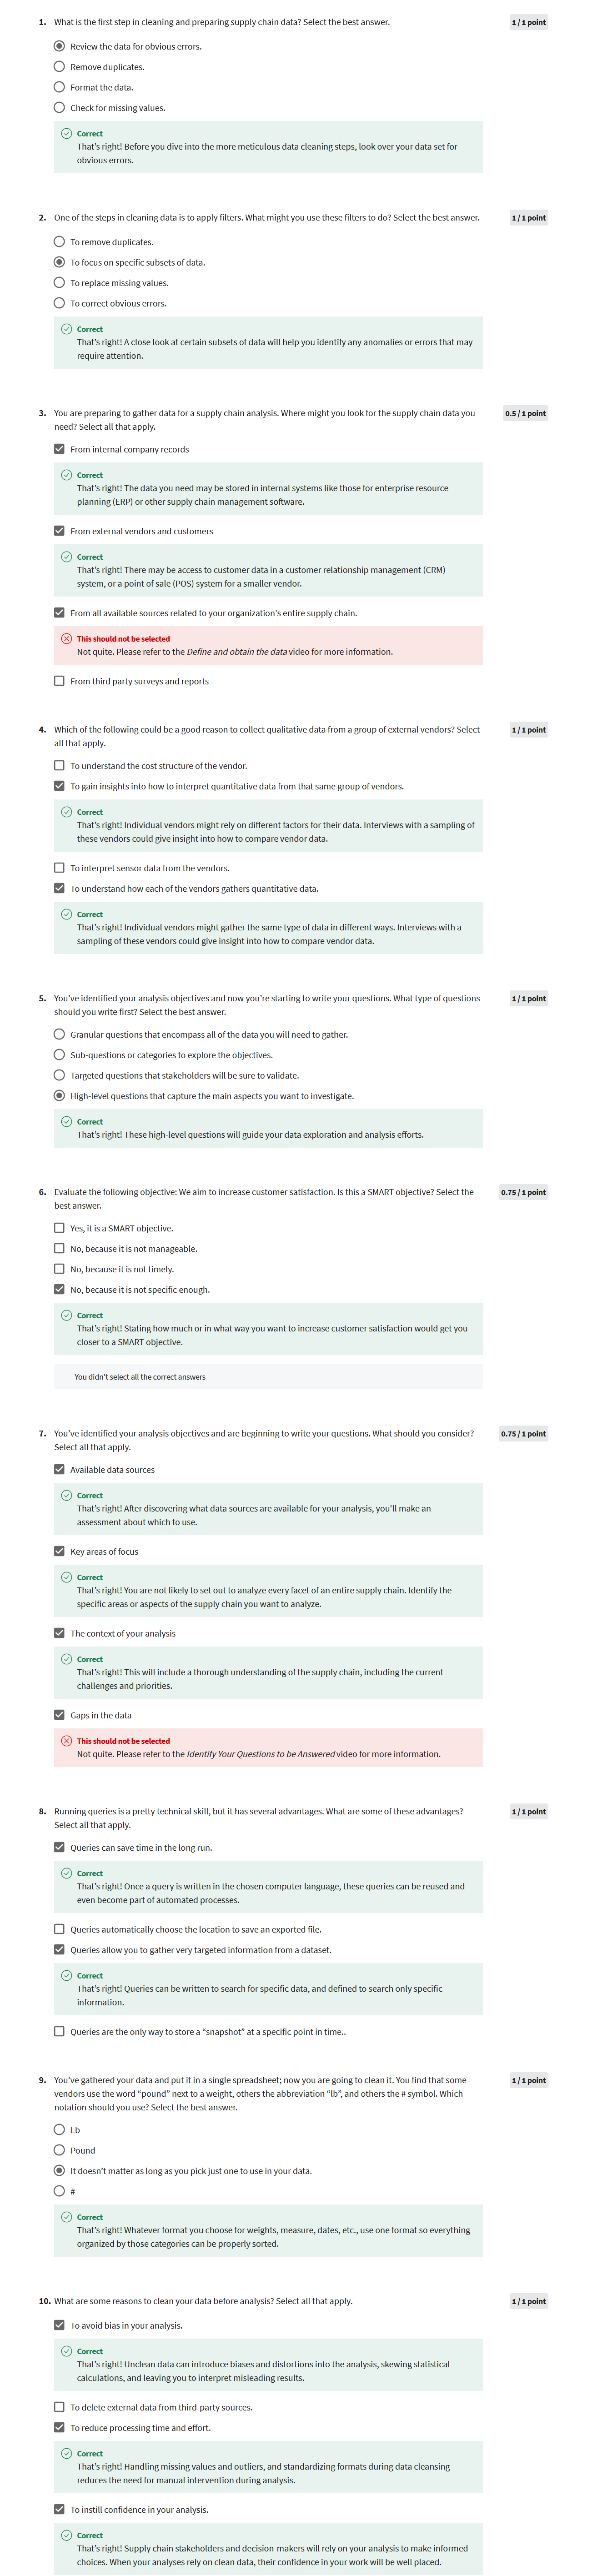 1. What is the first step in cleaning and preparing supply chain data? Select the best answer.
1 / 1 point
Review the data for obvious errors.
Remove duplicates.
Format the data.
Check for missing values.
Correct
That's right! Before you dive into the more meticulous data cleaning steps, look over your data set for
obvious errors.
2. One of the steps in cleaning data is to apply filters. What might you use these filters to do? Select the best answer.
1 / 1 point
To remove duplicates.
To focus on specific subsets of data.
To replace missing values.
To correct obvious errors.
Correct
That's right! A close look at certain subsets of data will help you identify any anomalies or errors that may
require attention.
3. You are preparing to gather data for a supply chain analysis. Where might you look for the supply chain data you
need? Select all that apply.
0.5 / 1 point
From internal company records
Correct
That's right! The data you need may be stored in internal systems like those for enterprise resource
planning (ERP) or other supply chain management software.
From external vendors and customers
Correct
That's right! There may be access to customer data in a customer relationship management (CRM)
system, or a point of sale (POS) system for a smaller vendor.
From all available sources related to your organization's entire supply chain.
This should not be selected
Not quite. Please refer to the Define and obtain the data video for more information.
From third party surveys and reports
4. Which of the following could be a good reason to collect qualitative data from a group of external vendors? Select
all that apply.
1 / 1 point
To understand the cost structure of the vendor.
To gain insights into how to interpret quantitative data from that same group of vendors.
Correct
That's right! Individual vendors might rely on different factors for their data. Interviews with a sampling of
these vendors could give insight into how to compare vendor data.
To interpret sensor data from the vendors.
To understand how each of the vendors gathers quantitative data.
Correct
That's right! Individual vendors might gather the same type of data in different ways. Interviews with a
sampling of these vendors could give insight into how to compare vendor data.
5. You've identified your analysis objectives and now you're starting to write your questions. What type of questions
should you write first? Select the best answer.
1 / 1 point
Granular questions that encompass all of the data you will need to gather.
Sub-questions or categories to explore the objectives.
Targeted questions that stakeholders will be sure to validate.
High-level questions that capture the main aspects you want to investigate.
Correct
That's right! These high-level questions will guide your data exploration and analysis efforts.
6. Evaluate the following objective: We aim to increase customer satisfaction. Is this a SMART objective? Select the
best answer.
0.75 / 1 point
Yes, it is a SMART objective.
No, because it is not manageable.
No, because it is not timely.
No, because it is not specific enough.
Correct
That's right! Stating how much or in what way you want to increase customer satisfaction would get you
closer to a SMART objective.
You didn't select all the correct answers
7. You've identified your analysis objectives and are beginning to write your questions. What should you consider?
Select all that apply.
0.75 / 1 point
Available data sources
Correct
That's right! After discovering what data sources are available for your analysis, you'll make an
assessment about which to use.
Key areas of focus
Correct
That's right! You are not likely to set out to analyze every facet of an entire supply chain. Identify the
specific areas or aspects of the supply chain you want to analyze.
The context of your analysis
Correct
That's right! This will include a thorough understanding of the supply chain, including the current
challenges and priorities.
Gaps in the data
This should not be selected
Not quite. Please refer to the Identify Your Questions to be Answered video for more information.
8. Running queries is a pretty technical skill, but it has several advantages. What are some of these advantages?
Select all that apply.
1 / 1 point
Queries can save time in the long run.
Correct
That's right! Once a query is written in the chosen computer language, these queries can be reused and
even become part of automated processes.
Queries automatically choose the location to save an exported file.
Queries allow you to gather very targeted information from a dataset.
Correct
That's right! Queries can be written to search for specific data, and defined to search only specific
information.
Queries are the only way to store a "snapshot" at a specific point in time..
9. You've gathered your data and put it in a single spreadsheet; now you are going to clean it. You find that some
vendors use the word "pound" next to a weight, others the abbreviation "lb", and others the # symbol. Which
notation should you use? Select the best answer.
1 / 1 point
Lb
Pound
It doesn't matter as long as you pick just one to use in your data.
#
Correct
That's right! Whatever format you choose for weights, measure, dates, etc., use one format so everything
organized by those categories can be properly sorted.
10. What are some reasons to clean your data before analysis? Select all that apply.
1 / 1 point
To avoid bias in your analysis.
Correct
That's right! Unclean data can introduce biases and distortions into the analysis, skewing statistical
calculations, and leaving you to interpret misleading results.
To delete external data from third-party sources.
To reduce processing time and effort.
Correct
That's right! Handling missing values and outliers, and standardizing formats during data cleansing
reduces the need for manual intervention during analysis.
To instill confidence in your analysis.
Correct
That's right! Supply chain stakeholders and decision-makers will rely on your analysis to make informed
choices. When your analyses rely on clean data, their confidence in your work will be well placed.